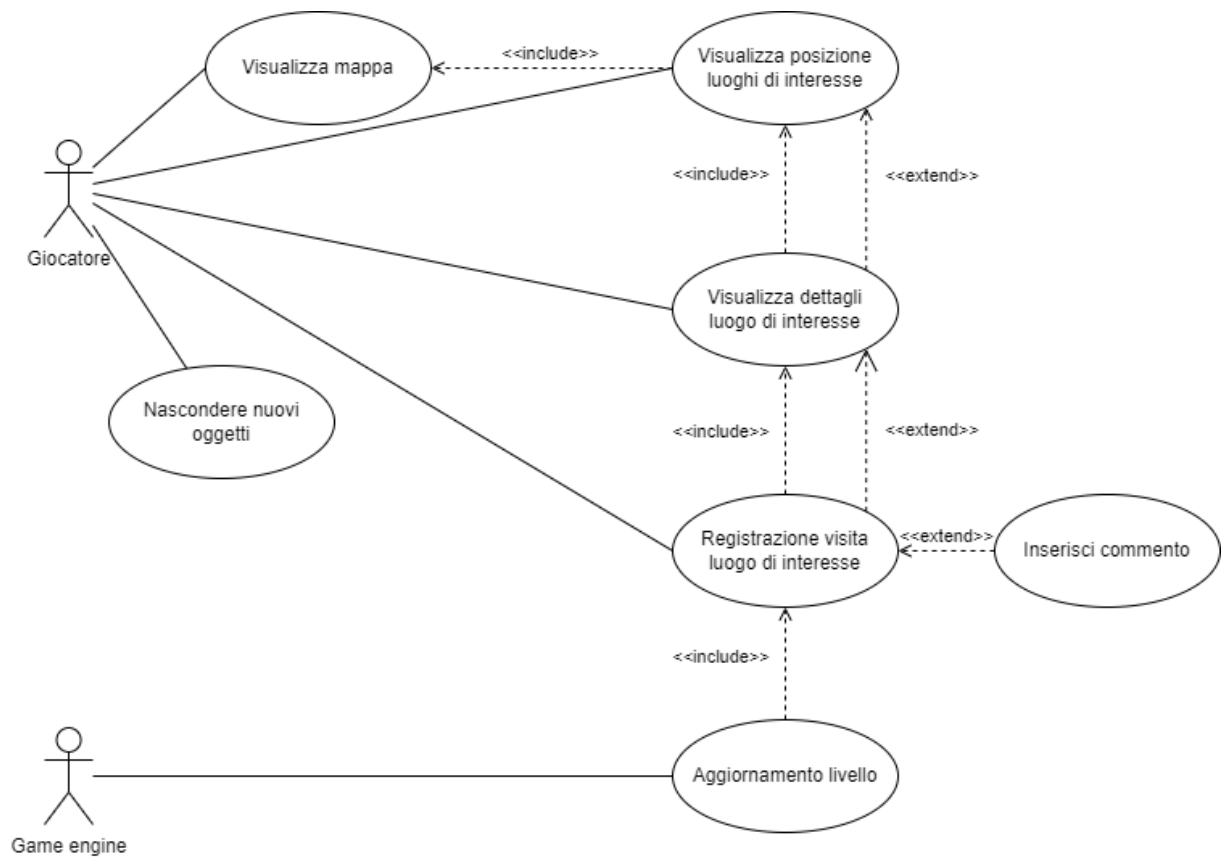 Visualizza mappa
<<include>>
Visualizza posizione
luoghi di interesse
<<include>>
<<extend>>
Giocatore
Visualizza dettagli
luogo di interesse
Nascondere nuovi
oggetti
<<include>>
<<extend>>
Registrazione visita
luogo di interesse
<<extend>>
Inserisci commento
<<include>>
Aggiornamento livello
Game engine